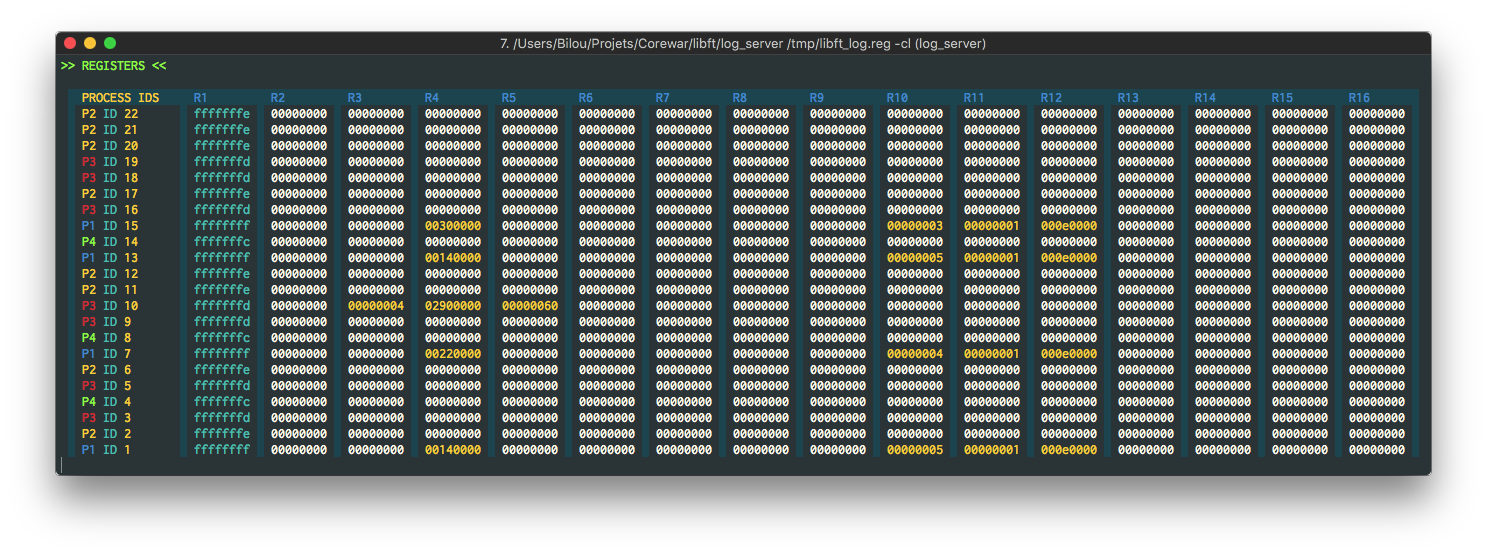 7. /Users/Bilou/Projets/Corewar/libft/log_server /tmp/libft_log.reg -cl (log_server)
>> REGISTERS <<
PROCESS IDS R1 R2 R3 R4 R5 R6 R7 R8 R9 R10 R11 R12 R13 R14 R15 R16
P2 ID 22 fffffffe 00000000 00000000 00000000 00000000 00000000 00000000 00000000 00000000 00000000 00000000 00000000 00000000 00000000 00000000 00000000
P2 ID 21 fffffffe 00000000 00000000 00000000 00000000 00000000 00000000 00000000 00000000 00000000 00000000 00000000 00000000 00000000 00000000 00000000
P2 ID 20 fffffffe 00000000 00000000 00000000 00000000 00000000 00000000 00000000 00000000 00000000 00000000 00000000 00000000 00000000 00000000 00000000
P3 ID 19 fffffffd 00000000 00000000 00000000 00000000 00000000 00000000 00000000 00000000 00000000 00000000 00000000 00000000 00000000 00000000 00000000
P3 ID 18 fffffffd 00000000 00000000 00000000 00000000 00000000 00000000 00000000 00000000 00000000 00000000 00000000 00000000 00000000 00000000 00000000
P2 ID 17 fffffffe 00000000 00000000 00000000 00000000 00000000 00000000 00000000 00000000 00000000 00000000 00000000 00000000 00000000 00000000 00000000
P3 ID 16 fffffffd 00000000 00000000 00000000 00000000 00000000 00000000 00000000 00000000 00000000 00000000 00000000 00000000 00000000 00000000 00000000
P1 ID 15 ffffffff 00000000 00000000 00300000 00000000 00000000 00000000 00000000 00000000 00000003 00000001 000e0000 00000000 00000000 00000000 00000000
P4 ID 14 fffffffc 00000000 00000000 00000000 00000000 00000000 00000000 00000000 00000000 00000000 00000000 00000000 00000000 00000000 00000000 00000000
P1 ID 13 ffffffff 00000000 00000000 00140000 00000000 00000000 00000000 00000000 00000000 00000005 00000001 000e0000 00000000 00000000 00000000 00000000
P2 ID 12 fffffffe 00000000 00000000 00000000 00000000 00000000 00000000 00000000 00000000 00000000 00000000 00000000 00000000 00000000 00000000 00000000
P2 ID 11 fffffffe 00000000 00000000 00000000 00000000 00000000 00000000 00000000 00000000 00000000 00000000 00000000 00000000 00000000 00000000 00000000
P3 ID 10 fffffffd 00000000 00000004 02900000 00000060 00000000 00000000 00000000 00000000 00000000 00000000 00000000 00000000 00000000 00000000 00000000
P3 ID 9 fffffffd 00000000 00000000 00000000 00000000 00000000 00000000 00000000 00000000 00000000 00000000 00000000 00000000 00000000 00000000 00000000
P4 ID 8 fffffffc 00000000 00000000 00000000 00000000 00000000 00000000 00000000 00000000 00000000 00000000 00000000 00000000 00000000 00000000 00000000
P1 ID 7 ffffffff 00000000 00000000 00220000 00000000 00000000 00000000 00000000 00000000 00000004 00000001 000e0000 00000000 00000000 00000000 00000000
P2 ID 6 fffffffe 00000000 00000000 00000000 00000000 00000000 00000000 00000000 00000000 00000000 00000000 00000000 00000000 00000000 00000000 00000000
P3 ID 5 fffffffd 00000000 00000000 00000000 00000000 00000000 00000000 00000000 00000000 00000000 00000000 00000000 00000000 00000000 00000000 00000000
P4 ID 4 fffffffc 00000000 00000000 00000000 00000000 00000000 00000000 00000000 00000000 00000000 00000000 00000000 00000000 00000000 00000000 00000000
P3 ID 3 fffffffd 00000000 00000000 00000000 00000000 00000000 00000000 00000000 00000000 00000000 00000000 00000000 00000000 00000000 00000000 00000000
P2 ID 2 fffffffe 00000000 00000000 00000000 00000000 00000000 00000000 00000000 00000000 00000000 00000000 00000000 00000000 00000000 00000000 00000000
P1 ID 1 ffffffff 00000000 00000000 00140000 00000000 00000000 00000000 00000000 00000000 00000005 00000001 000e0000 00000000 00000000 00000000 00000000